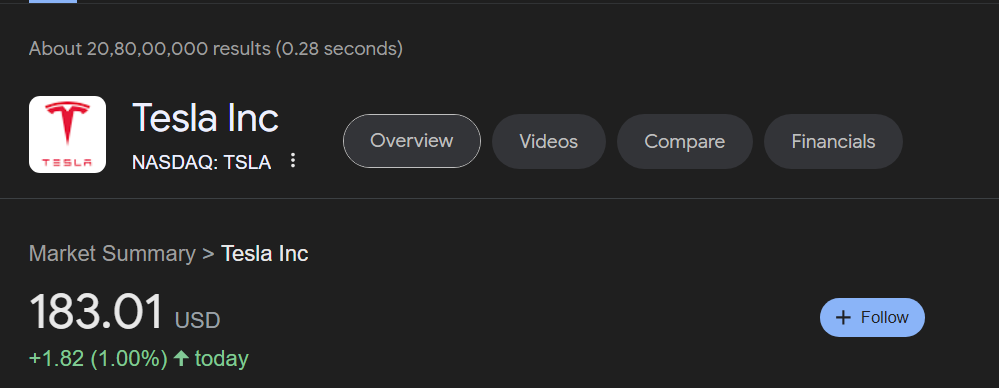 About 20,80,00,000 results (0.28 seconds)
TESLA
Tesla Inc
NASDAQ: TSLA
Overview
Videos
Compare
Financials
Market Summary > Tesla Inc
183.01 USD
+ Follow
+1.82 (1.00%) ↑ today